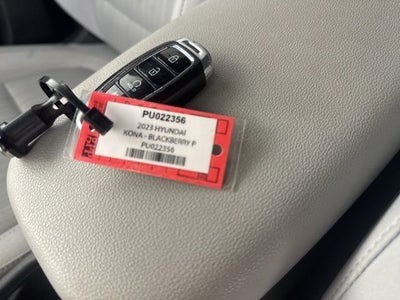 PU022356
2023 HYUNDAI
KONA - BLACKBERRY P
PU022356